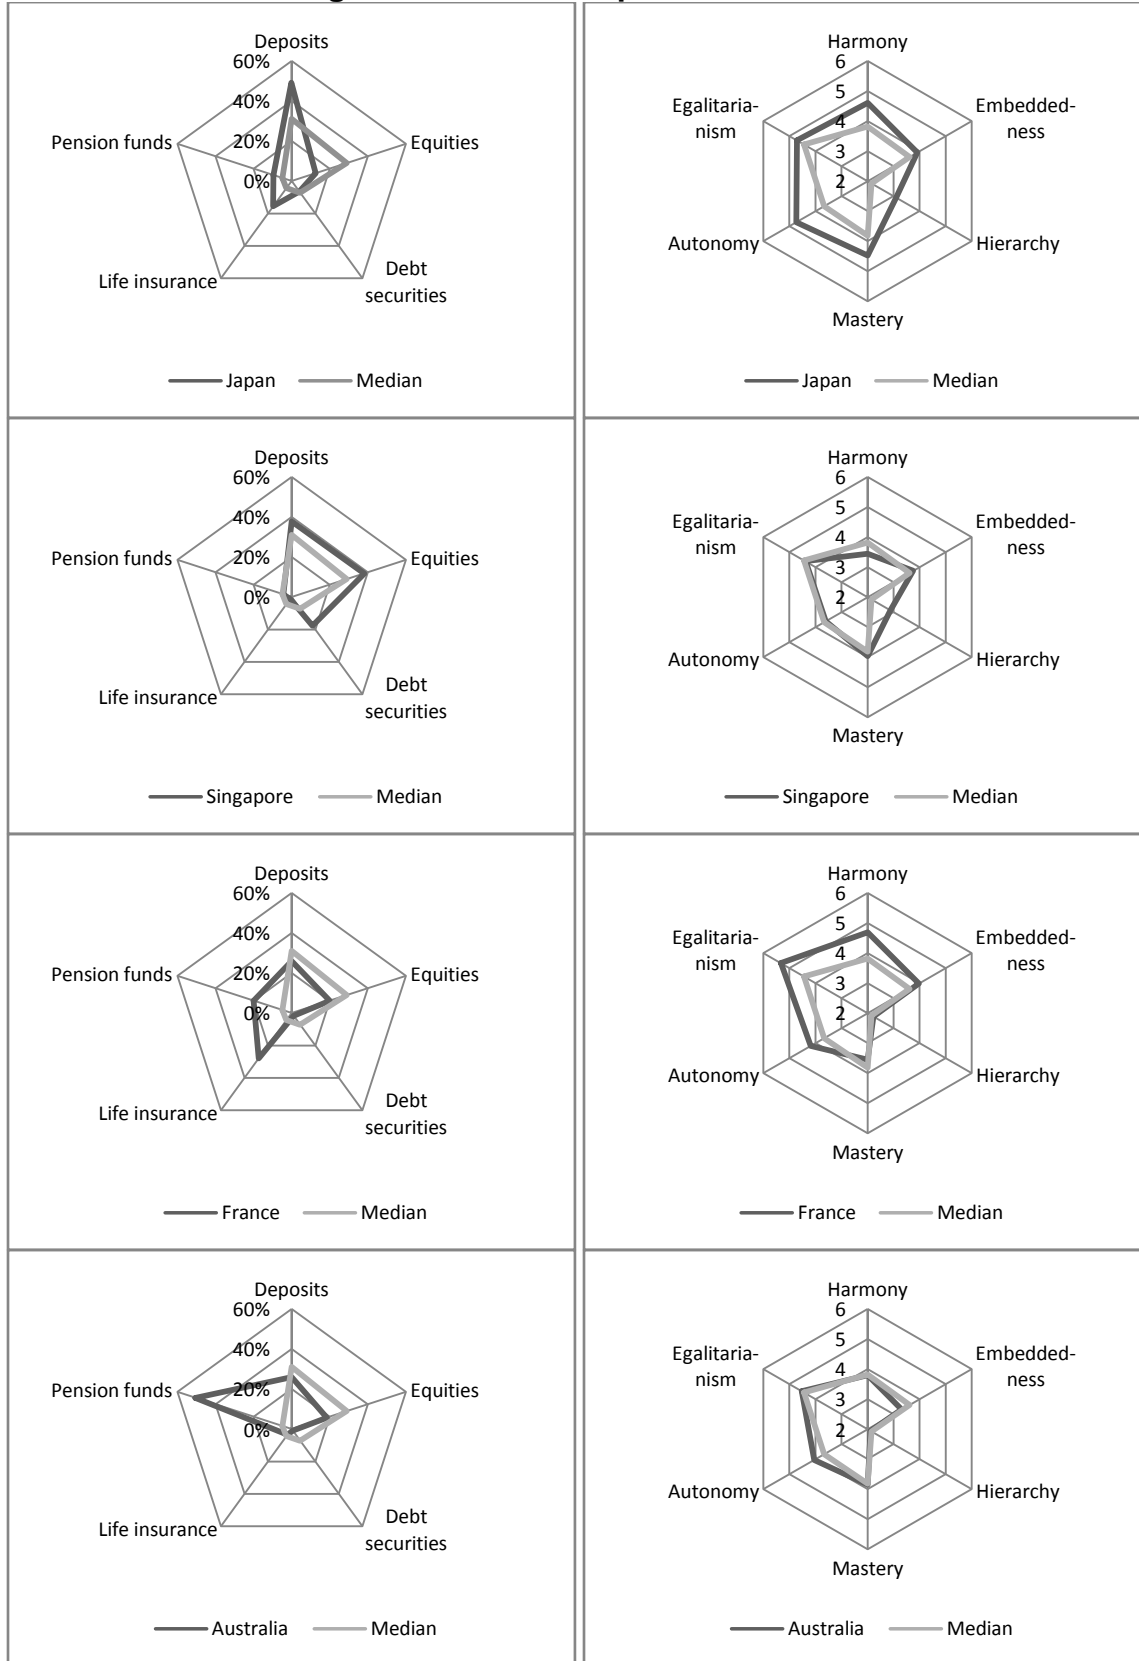 Deposits
60%
40%
20%
0%
Equities
Debt
securities
Life insurance
Pension funds
Japan
Median
Harmony
6
5
4
3
2
Embedded-
ness
Hierarchy
Mastery
Autonomy
Egalitaria-
nism
Japan
Median
Deposits
60%
40%
20%
0%
Equities
Debt
securities
Life insurance
Pension funds
Singapore
Median
Harmony
6
5
4
3
2
Embedded-
ness
Hierarchy
Mastery
Autonomy
Egalitaria-
nism
Singapore
Median
Deposits
60%
40%
20%
0%
Equities
Debt
securities
Life insurance
Pension funds
France
Median
Harmony
6
5
4
3
2
Embedded-
ness
Hierarchy
Mastery
Autonomy
Egalitaria-
nism
France
Median
Deposits
60%
40%
20%
0%
Equities
Debt
securities
Life insurance
Pension funds
Australia
Median
Harmony
6
5
4
3
2
Embedded-
ness
Hierarchy
Mastery
Autonomy
Egalitaria-
nism
Australia
Median